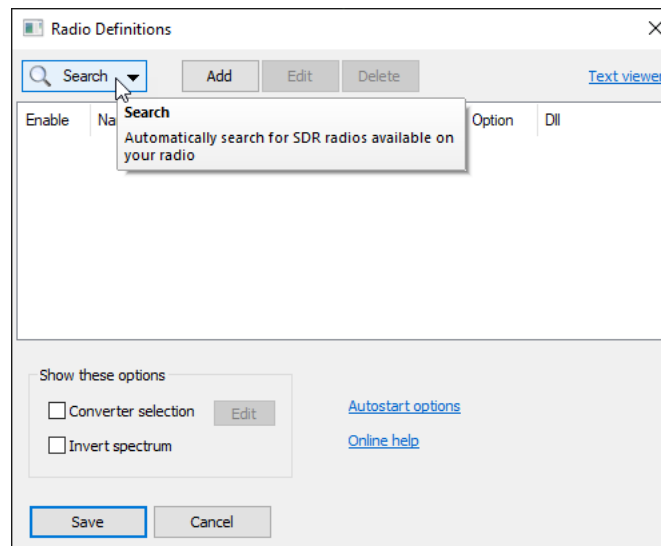 Radio Definitions
Search Add Edit Delete Text viewer
Enable Na Option Dll
Search
Automatically search for SDR radios available on
your radio
Show these options
Converter selection Edit
Invert spectrum
Autostart options
Online help
Save Cancel